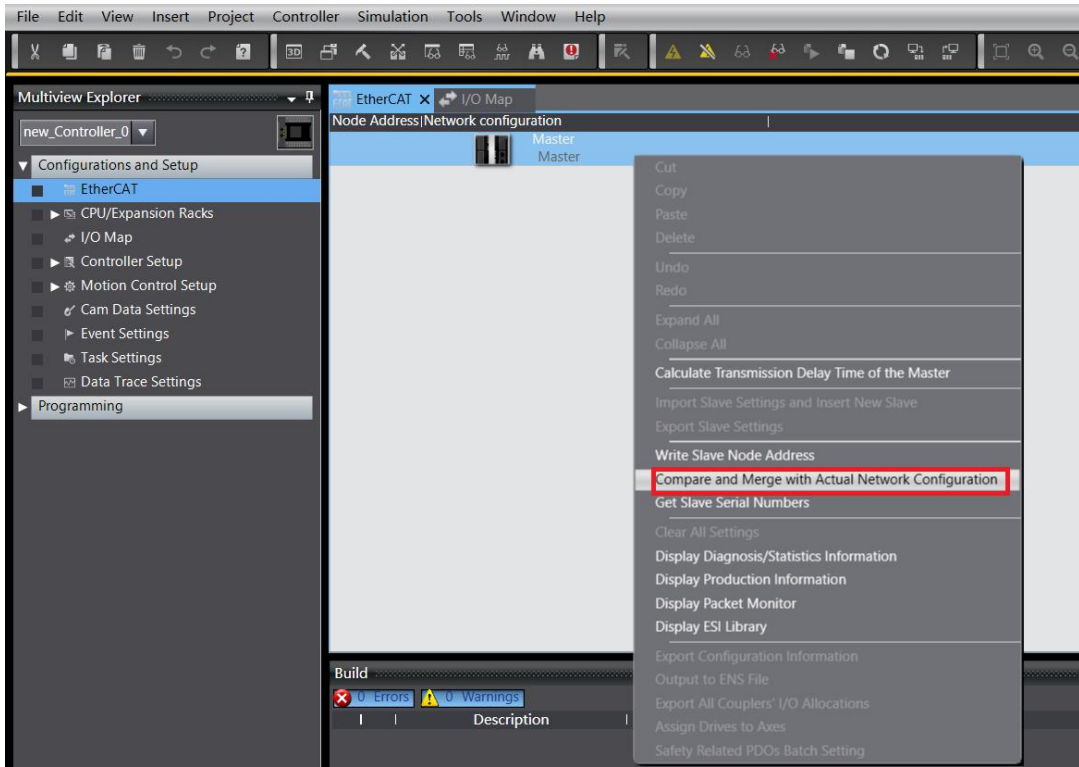 File Edit View Insert Project Controller Simulation Tools Window Help
3D
Multiview Explorer
new_Controller_0
Configurations and Setup
EtherCAT
CPU/Expansion Racks
I/O Map
Controller Setup
Motion Control Setup
Cam Data Settings
Event Settings
Task Settings
Data Trace Settings
Programming
EtherCAT I/O Map
Node Address|Network configuration
Master
Master
Cut
Copy
Paste
Delete
Undo
Redo
Expand All
Collapse All
Calculate Transmission Delay Time of the Master
Import Slave Settings and Insert New Slave
Export Slave Settings
Write Slave Node Address
Compare and Merge with Actual Network Configuration
Get Slave Serial Numbers
Clear All Settings
Display Diagnosis/Statistics Information
Display Production Information
Display Packet Monitor
Display ESI Library
Export Configuration Information
Output to ENS File
Export All Couplers' I/O Allocations
Assign Drives to Axes
Safety Related PDOs Batch Setting
Build
0 Errors 0 Warnings
Description